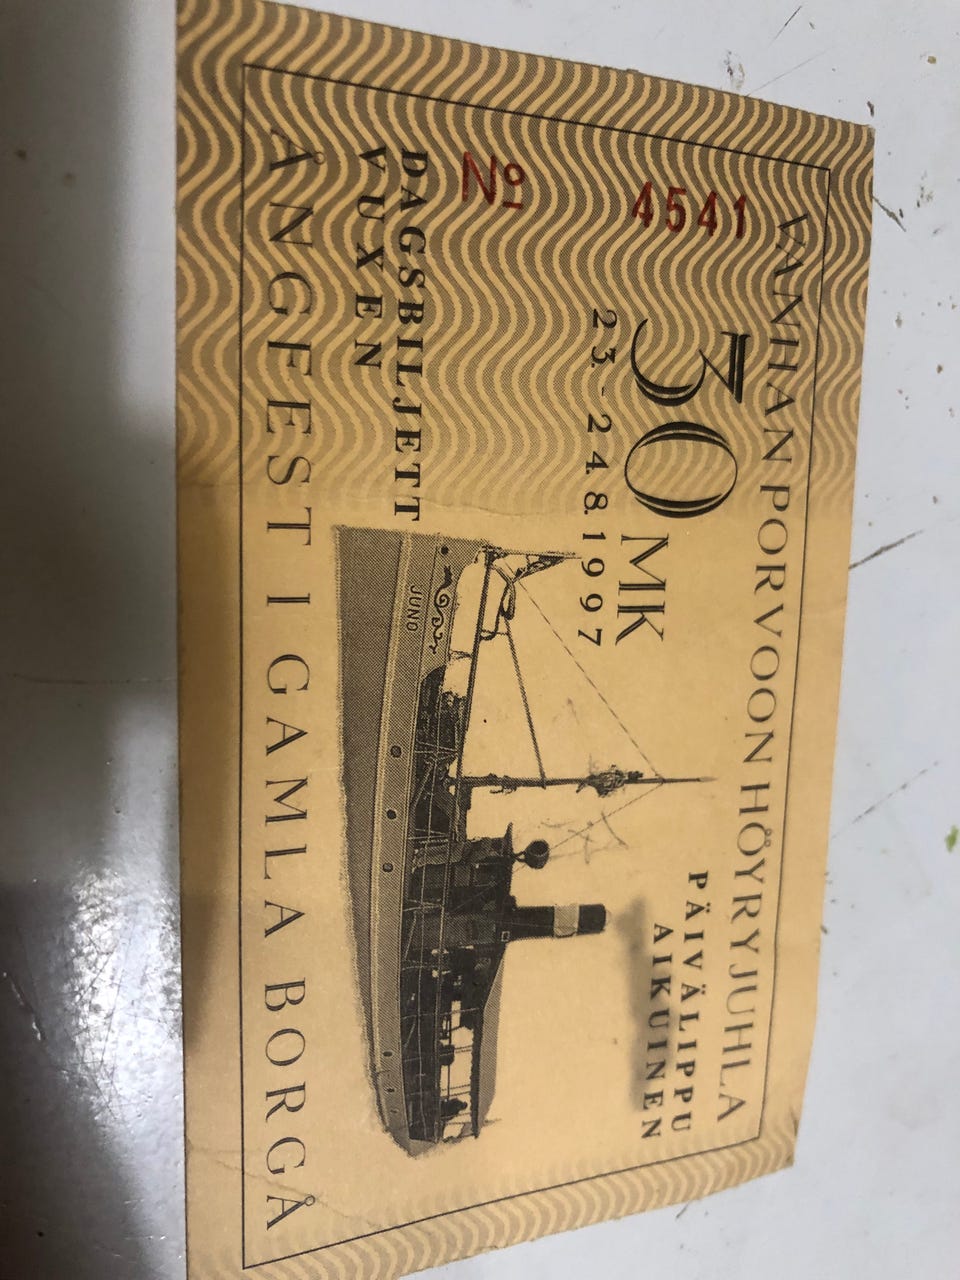 VANHAN PORVOON HÖYRYJUHLA
Nº 4541
30 MK
23.-24.8.1997
PÄIVÄLIPPU
AIKUINEN
DAGSBILJETT
VUXEN
JUNO
ÅNGFEST I GAMLA BORGÅ